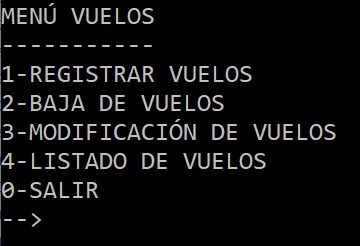 MENÚ VUELOS
-----------
1-REGISTRAR VUELOS
2-BAJA DE VUELOS
3-MODIFICACIÓN DE VUELOS
4-LISTADO DE VUELOS
0-SALIR
-->